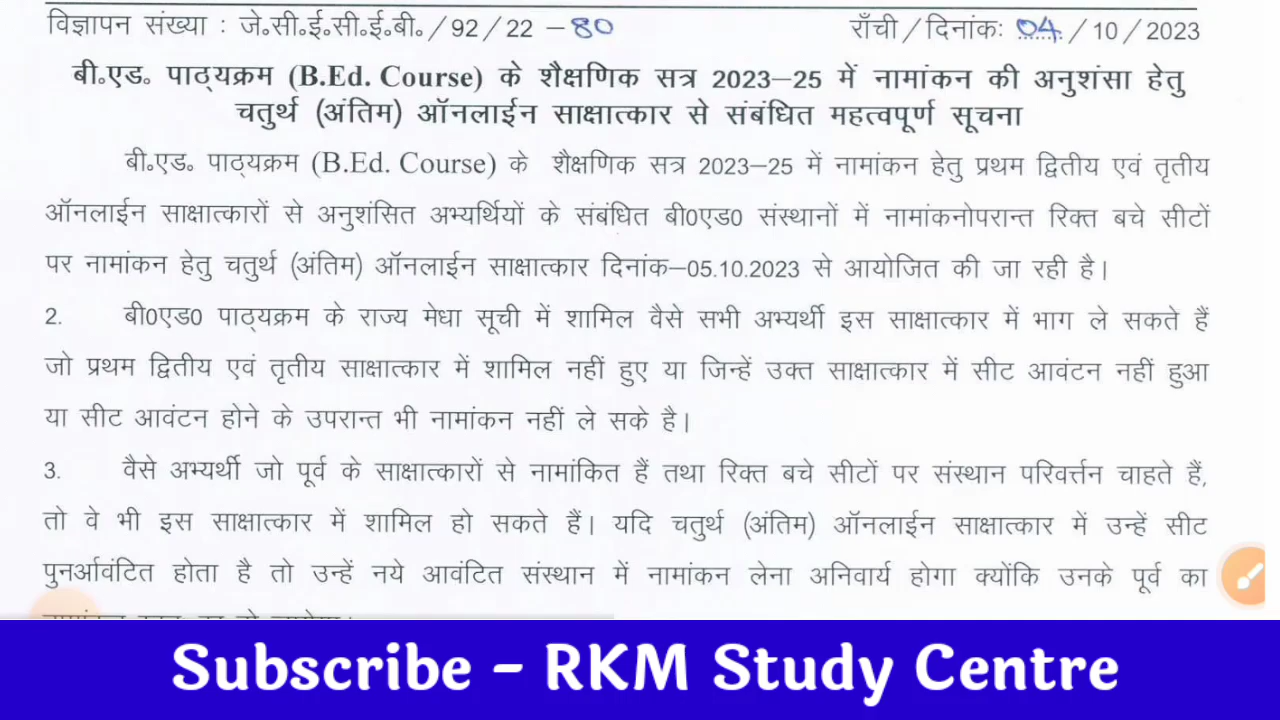 विज्ञापन संख्या : जे॰सी॰ई॰सी॰ई॰बी॰ / 92 / 22 – 80 राँची / दिनांकः 04 / 10 / 2023
बी॰एड॰ पाठ्यक्रम (B.Ed. Course) के शैक्षणिक सत्र 2023–25 में नामांकन की अनुशंसा हेतु
चतुर्थ (अंतिम) ऑनलाईन साक्षात्कार से संबंधित महत्वपूर्ण सूचना
बी॰एड॰ पाठ्यक्रम (B.Ed. Course) के शैक्षणिक सत्र 2023–25 में नामांकन हेतु प्रथम द्वितीय एवं तृतीय
ऑनलाईन साक्षात्कारों से अनुशंसित अभ्यर्थियों के संबंधित बी0एड0 संस्थानों में नामांकनोपरान्त रिक्त बचे सीटों
पर नामांकन हेतु चतुर्थ (अंतिम) ऑनलाईन साक्षात्कार दिनांक–05.10.2023 से आयोजित की जा रही है।
2. बी0एड0 पाठ्यक्रम के राज्य मेधा सूची में शामिल वैसे सभी अभ्यर्थी इस साक्षात्कार में भाग ले सकते हैं
जो प्रथम द्वितीय एवं तृतीय साक्षात्कार में शामिल नहीं हुए या जिन्हें उक्त साक्षात्कार में सीट आवंटन नहीं हुआ
या सीट आवंटन होने के उपरान्त भी नामांकन नहीं ले सके है।
3. वैसे अभ्यर्थी जो पूर्व के साक्षात्कारों से नामांकित हैं तथा रिक्त बचे सीटों पर संस्थान परिवर्त्तन चाहते हैं,
तो वे भी इस साक्षात्कार में शामिल हो सकते हैं। यदि चतुर्थ (अंतिम) ऑनलाईन साक्षात्कार में उन्हें सीट
पुनर्आवंटित होता है तो उन्हें नये आवंटित संस्थान में नामांकन लेना अनिवार्य होगा क्योंकि उनके पूर्व का
Subscribe – RKM Study Centre